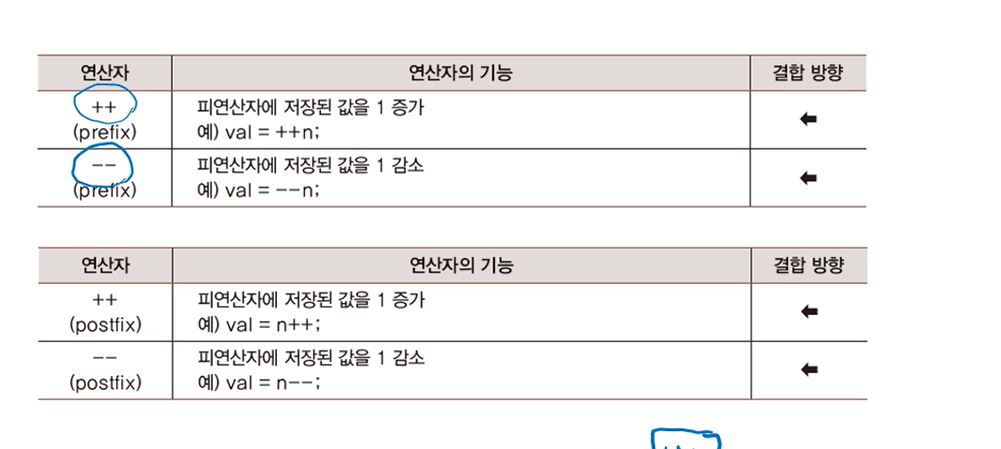 연산자 연산자의 기능 결합 방향
++ 피연산자에 저장된 값을 1 증가
(prefix) 예) val = ++n; ←
-- 피연산자에 저장된 값을 1 감소
(prefix) 예) val = --n; ←
연산자 연산자의 기능 결합 방향
++ 피연산자에 저장된 값을 1 증가
(postfix) 예) val = n++; ←
-- 피연산자에 저장된 값을 1 감소
(postfix) 예) val = n--; ←